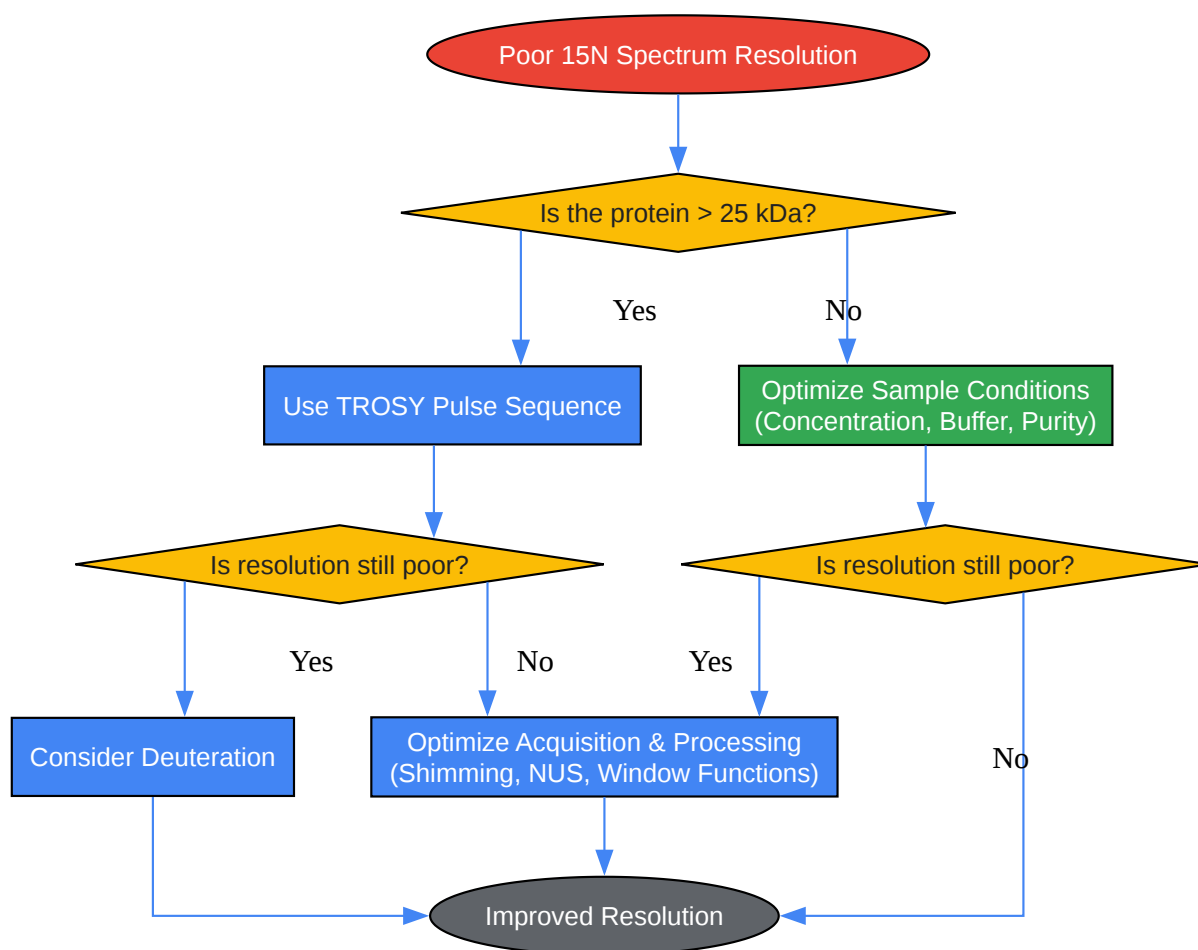 Poor 15N Spectrum Resolution
Is the protein > 25 kDa?
Yes
No
Use TROSY Pulse Sequence
Optimize Sample Conditions
(Concentration, Buffer, Purity)
Is resolution still poor?
Is resolution still poor?
Yes
No
Yes
Consider Deuteration
Optimize Acquisition & Processing
(Shimming, NUS, Window Functions)
No
Improved Resolution